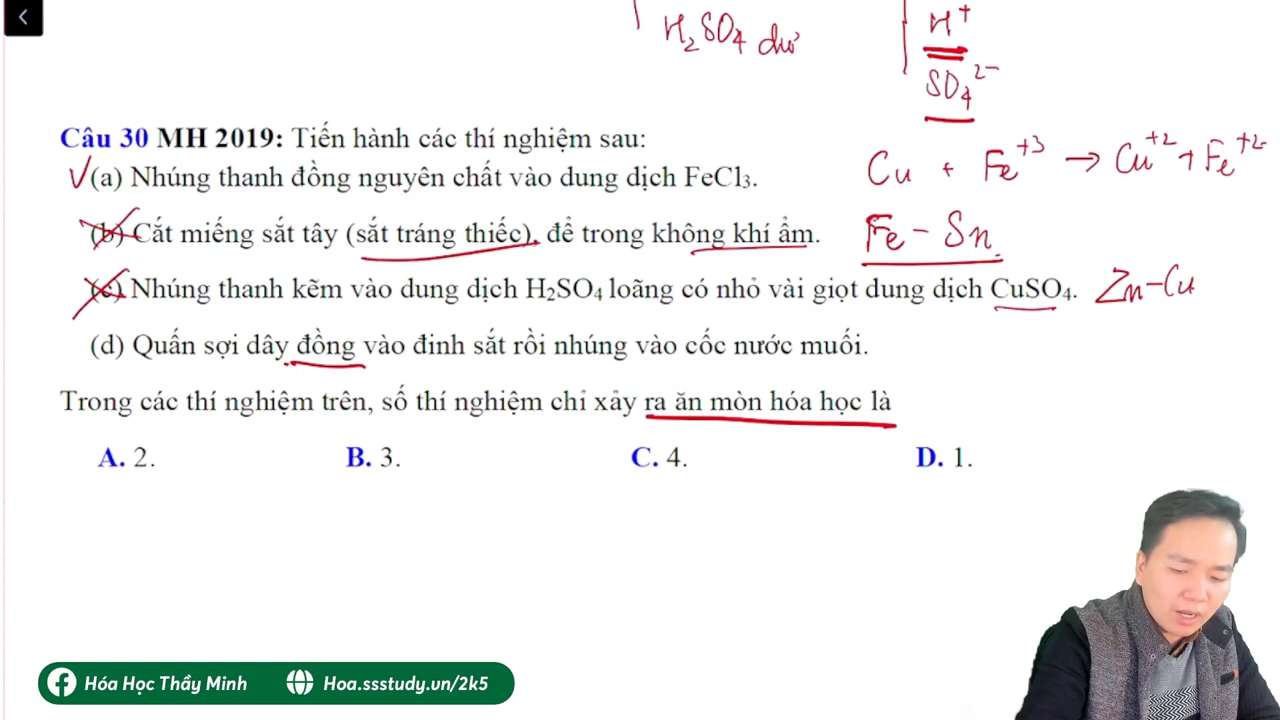 H₂SO₄ dư
H⁺
SO₄²⁻
Câu 30 MH 2019: Tiến hành các thí nghiệm sau:
(a) Nhúng thanh đồng nguyên chất vào dung dịch FeCl₃.
Cu + Fe⁺³ → Cu⁺² + Fe⁺²
(b) Cắt miếng sắt tây (sắt tráng thiếc), để trong không khí ẩm.
Fe - Sn
(c) Nhúng thanh kẽm vào dung dịch H₂SO₄ loãng có nhỏ vài giọt dung dịch CuSO₄.
Zn-Cu
(d) Quấn sợi dây đồng vào đinh sắt rồi nhúng vào cốc nước muối.
Trong các thí nghiệm trên, số thí nghiệm chỉ xảy ra ăn mòn hóa học là
A. 2. B. 3. C. 4. D. 1.
Hóa Học Thầy Minh Hoa.ssstudy.vn/2k5